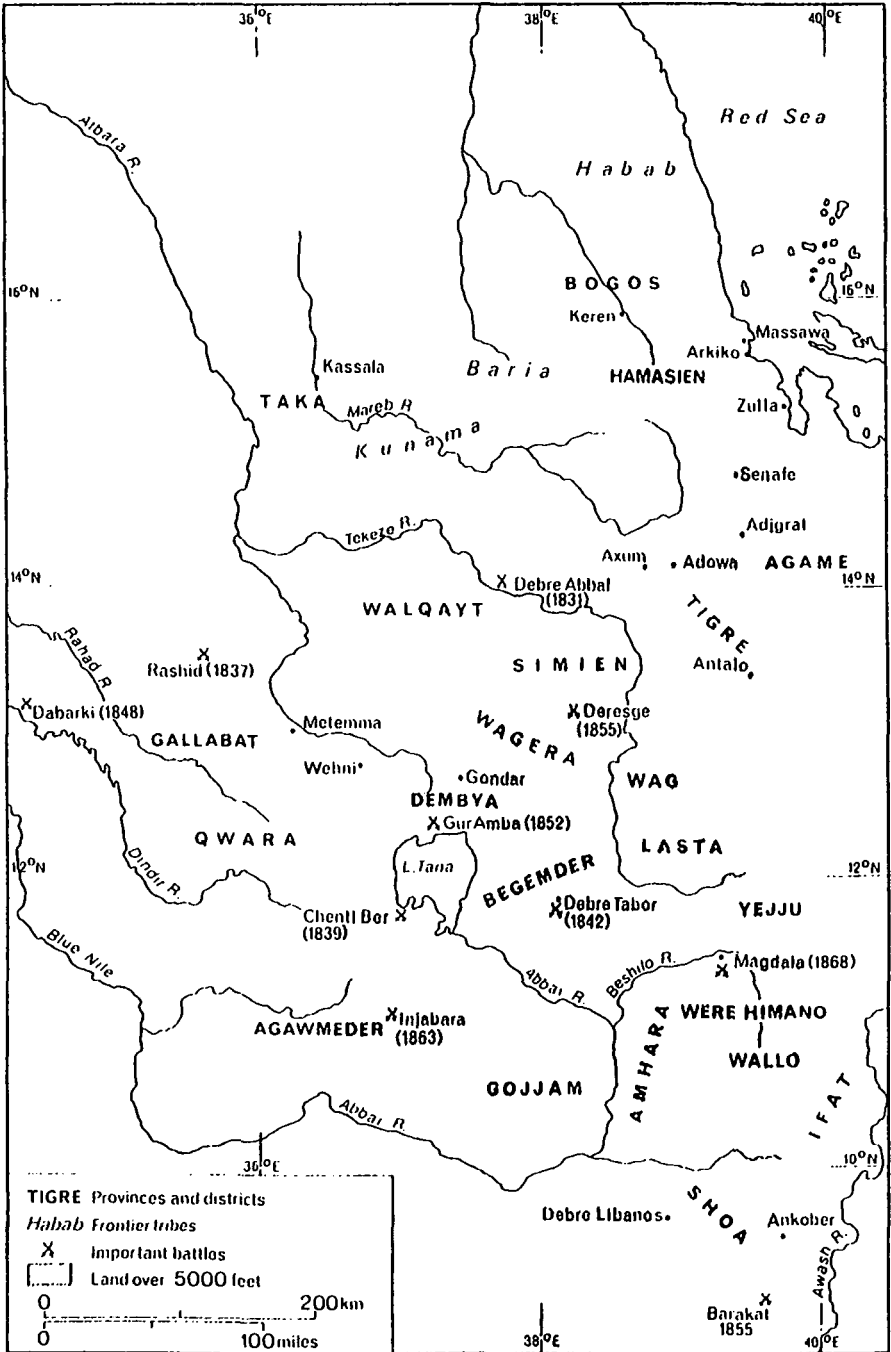 36°E
38°E
40°E
Red Sea
Atbara R.
Habab
BOGOS
16°N
16°N
Keren
Massawa
Arkiko
Kassala
Baria
HAMASIEN
TAKA
Mareb R
Zulla
Kunama
Senafe
Tekeze R.
Adigrat
Axum
Adowa
AGAME
14°N
14°N
Debre Abbai
(1831)
WALQAYT
TIGRE
Rahad R
Rashid (1837)
SIMIEN
Antalo
Dabarki (1848)
Deresge
(1855)
GALLABAT
Metemma
WAGERA
Wehni
Gondar
WAG
DEMBYA
Gur Amba (1852)
QWARA
LASTA
12°N
12°N
Dindir R.
L.Tana
BEGEMDER
Chenti Ber
(1839)
Debre Tabor
(1842)
YEJJU
Blue Nile
Abbai R.
Beshilo R.
Magdala (1868)
WERE HIMANO
AGAWMEDER
Injabara
(1863)
WALLO
GOJJAM
AMHARA
IFAT
Abbai R.
36°E
10°N
TIGRE Provinces and districts
Habab Frontier tribes
Important battles
Land over 5000 feet
0 200km
0 100miles
SHOA
Debre Libanos
Ankober
Awash R.
Barakat
1855
38°E
40°E